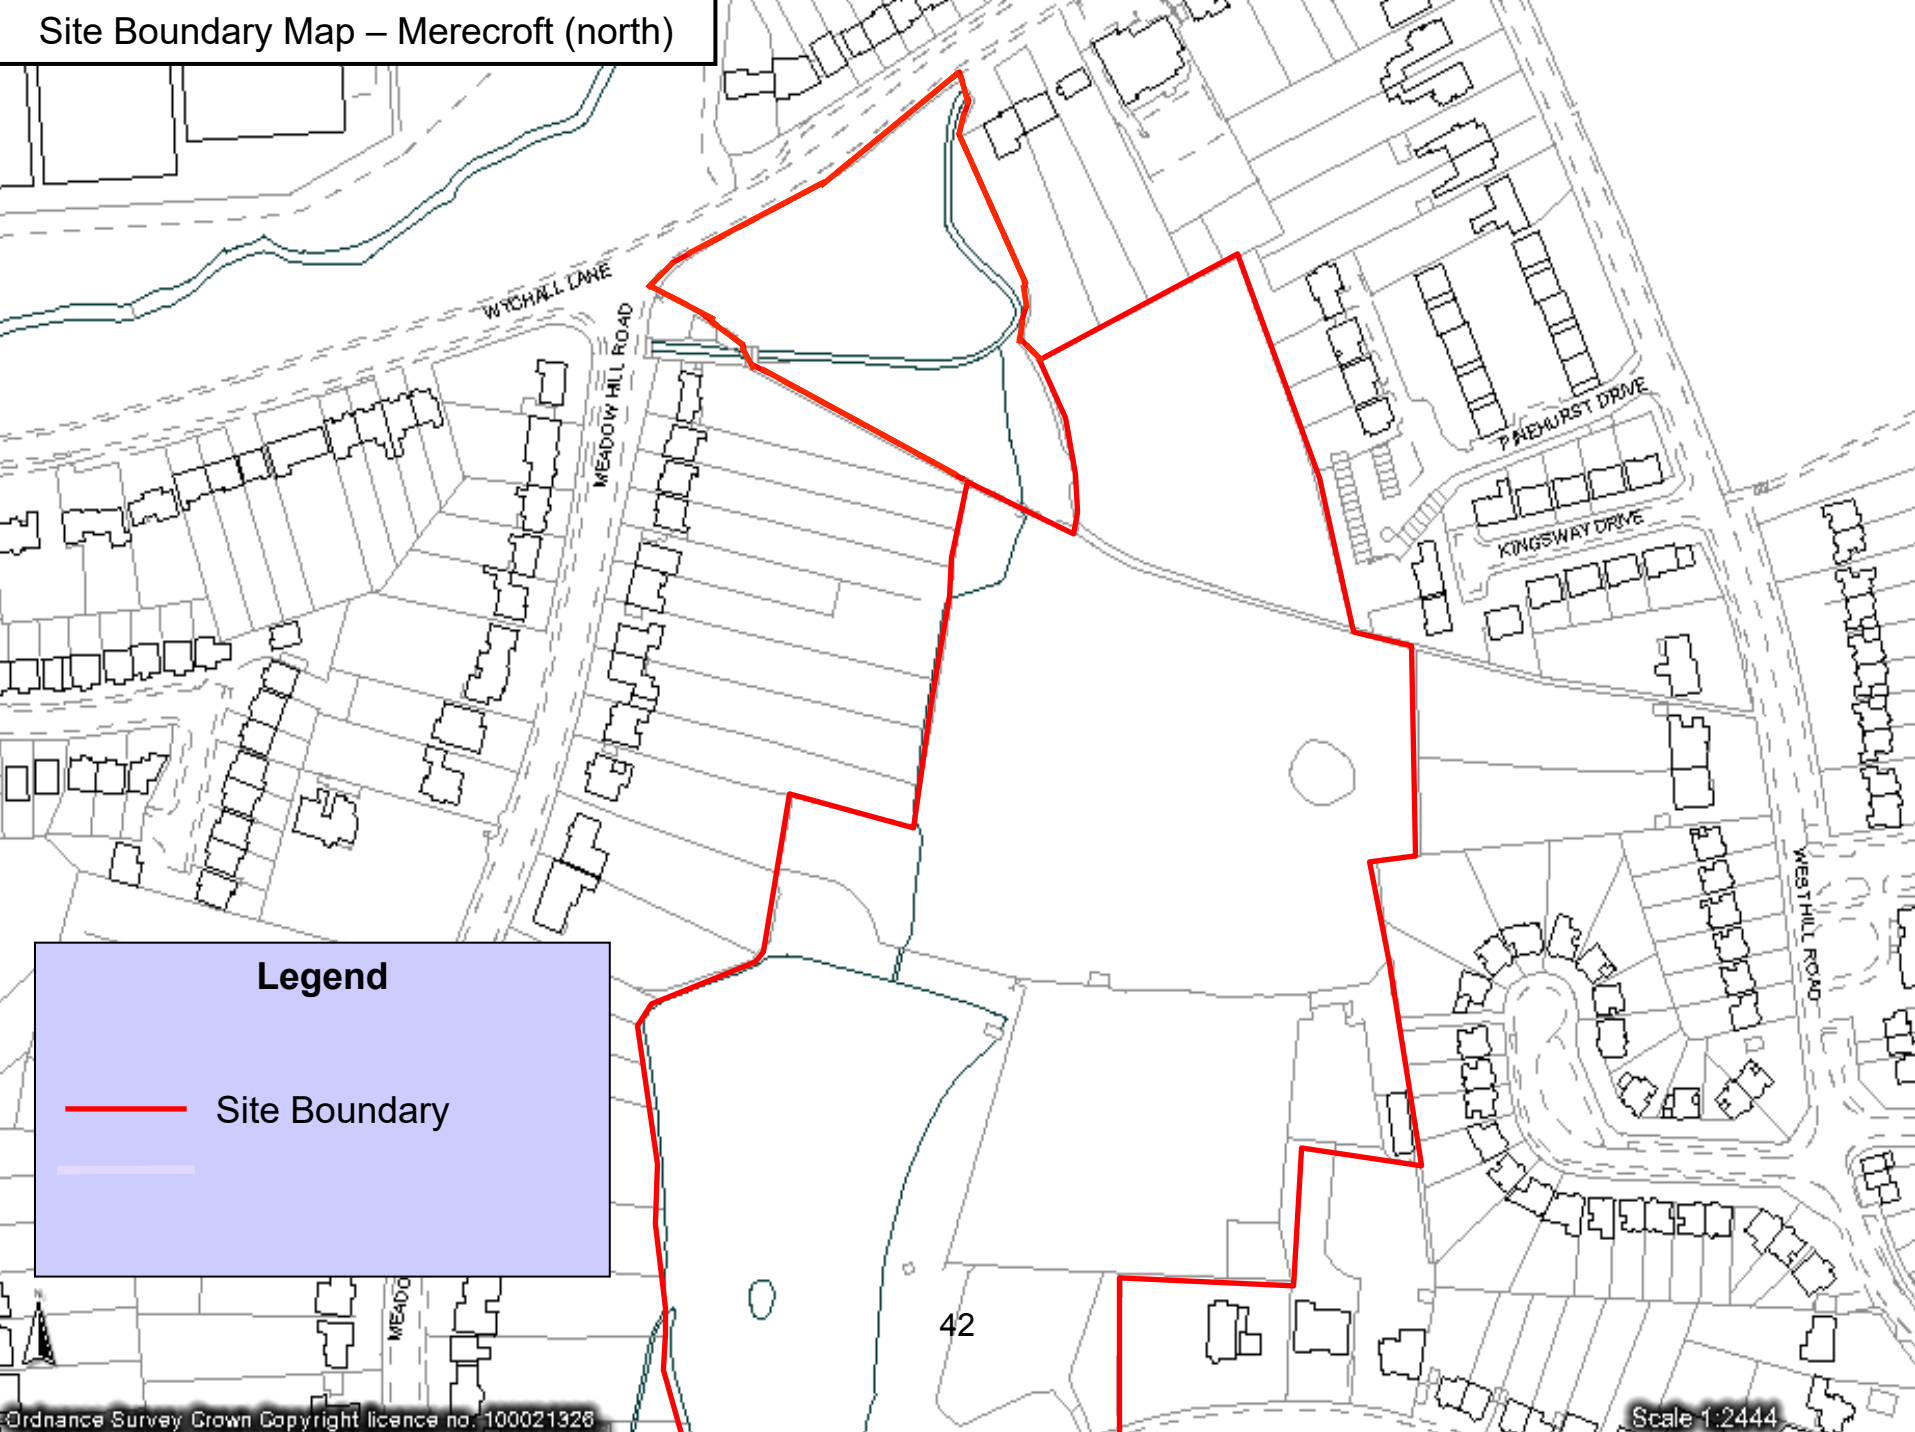 Site Boundary Map – Merecroft (north)
WYCHALL LANE
MEADOW HILL ROAD
PINEHURST DRIVE
KINGSWAY DRIVE
WESTHILL ROAD
Legend
Site Boundary
MEADO
N
42
Ordnance Survey Crown Copyright licence no. 100021326
Scale 1:2444